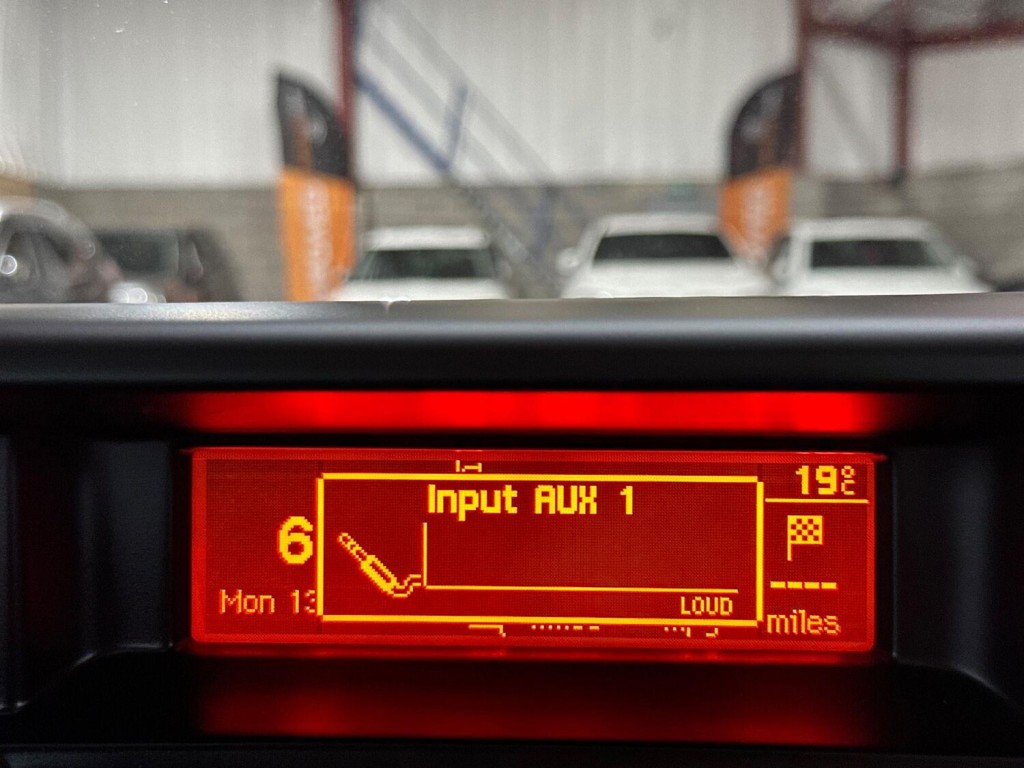 Input AUX 1
19°C
6
Mon 13
LOUD
----
miles